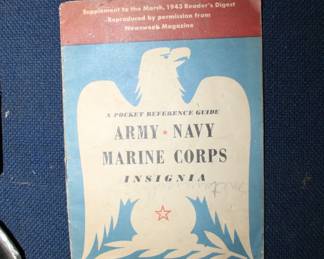 Supplement to the March, 1943 Reader's Digest
Reproduced by permission from
Newsweek Magazine
A POCKET REFERENCE GUIDE
ARMY ★ NAVY
MARINE CORPS
INSIGNIA